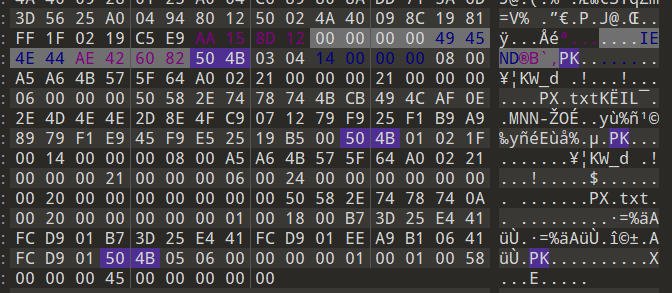 : 3D 56 25 A0 04 94 80 12 50 02 4A 40 09 8C 19 81 =V% .”€.P.J@.Œ..
: FF 1F 02 19 C5 E9 AA 15 8D 12 00 00 00 00 49 45 ÿ...Åéª.......IE
: 4E 44 AE 42 60 82 50 4B 03 04 14 00 00 00 08 00 ND®B`‚PK........
: A5 A6 4B 57 5F 64 A0 02 21 00 00 00 21 00 00 00 ¥¦KW_d .!...!...
: 06 00 00 00 50 58 2E 74 78 74 4B CB 49 4C AF 0E ....PX.txtKËIL¯.
: 2E 4D 4E 4E 2D 8E 4F C9 07 12 79 F9 25 F1 B9 A9 .MNN-ŽOÉ..yù%ñ¹©
: 89 79 F1 E9 45 F9 E5 25 19 B5 00 50 4B 01 02 1F ‰yñéEùå%.µ.PK...
: 00 14 00 00 00 08 00 A5 A6 4B 57 5F 64 A0 02 21 .......¥¦KW_d .!
: 00 00 00 21 00 00 00 06 00 24 00 00 00 00 00 00 ...!.....$......
: 00 20 00 00 00 00 00 00 00 50 58 2E 74 78 74 0A . .......PX.txt.
: 00 20 00 00 00 00 00 01 00 18 00 B7 3D 25 E4 41 . .........·=%äA
: FC D9 01 B7 3D 25 E4 41 FC D9 01 EE A9 B1 06 41 üÙ.·=%äAüÙ.î©±.A
: FC D9 01 50 4B 05 06 00 00 00 00 01 00 01 00 58 üÙ.PK..........X
: 00 00 00 45 00 00 00 00 00 ...E.....